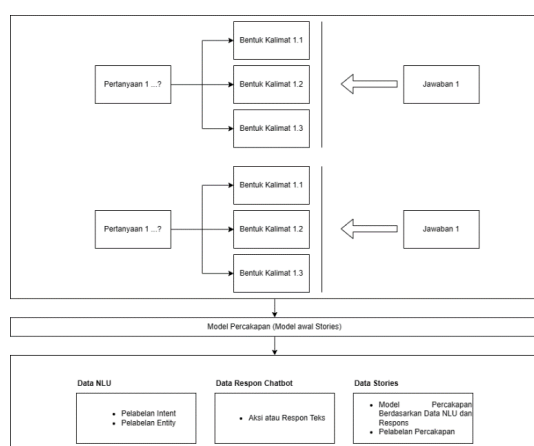 Bentuk Kalimat 1.1
Pertanyaan 1 ...?
Bentuk Kalimat 1.2
Jawaban 1
Bentuk Kalimat 1.3
Bentuk Kalimat 1.1
Pertanyaan 1 ...?
Bentuk Kalimat 1.2
Jawaban 1
Bentuk Kalimat 1.3
Model Percakapan (Model awal Stories)
Data NLU
• Pelabelan Intent
• Pelabelan Entity
Data Respon Chatbot
• Aksi atau Respon Teks
Data Stories
• Model Percakapan
Berdasarkan Data NLU dan
Respons
• Pelabelan Percakapan